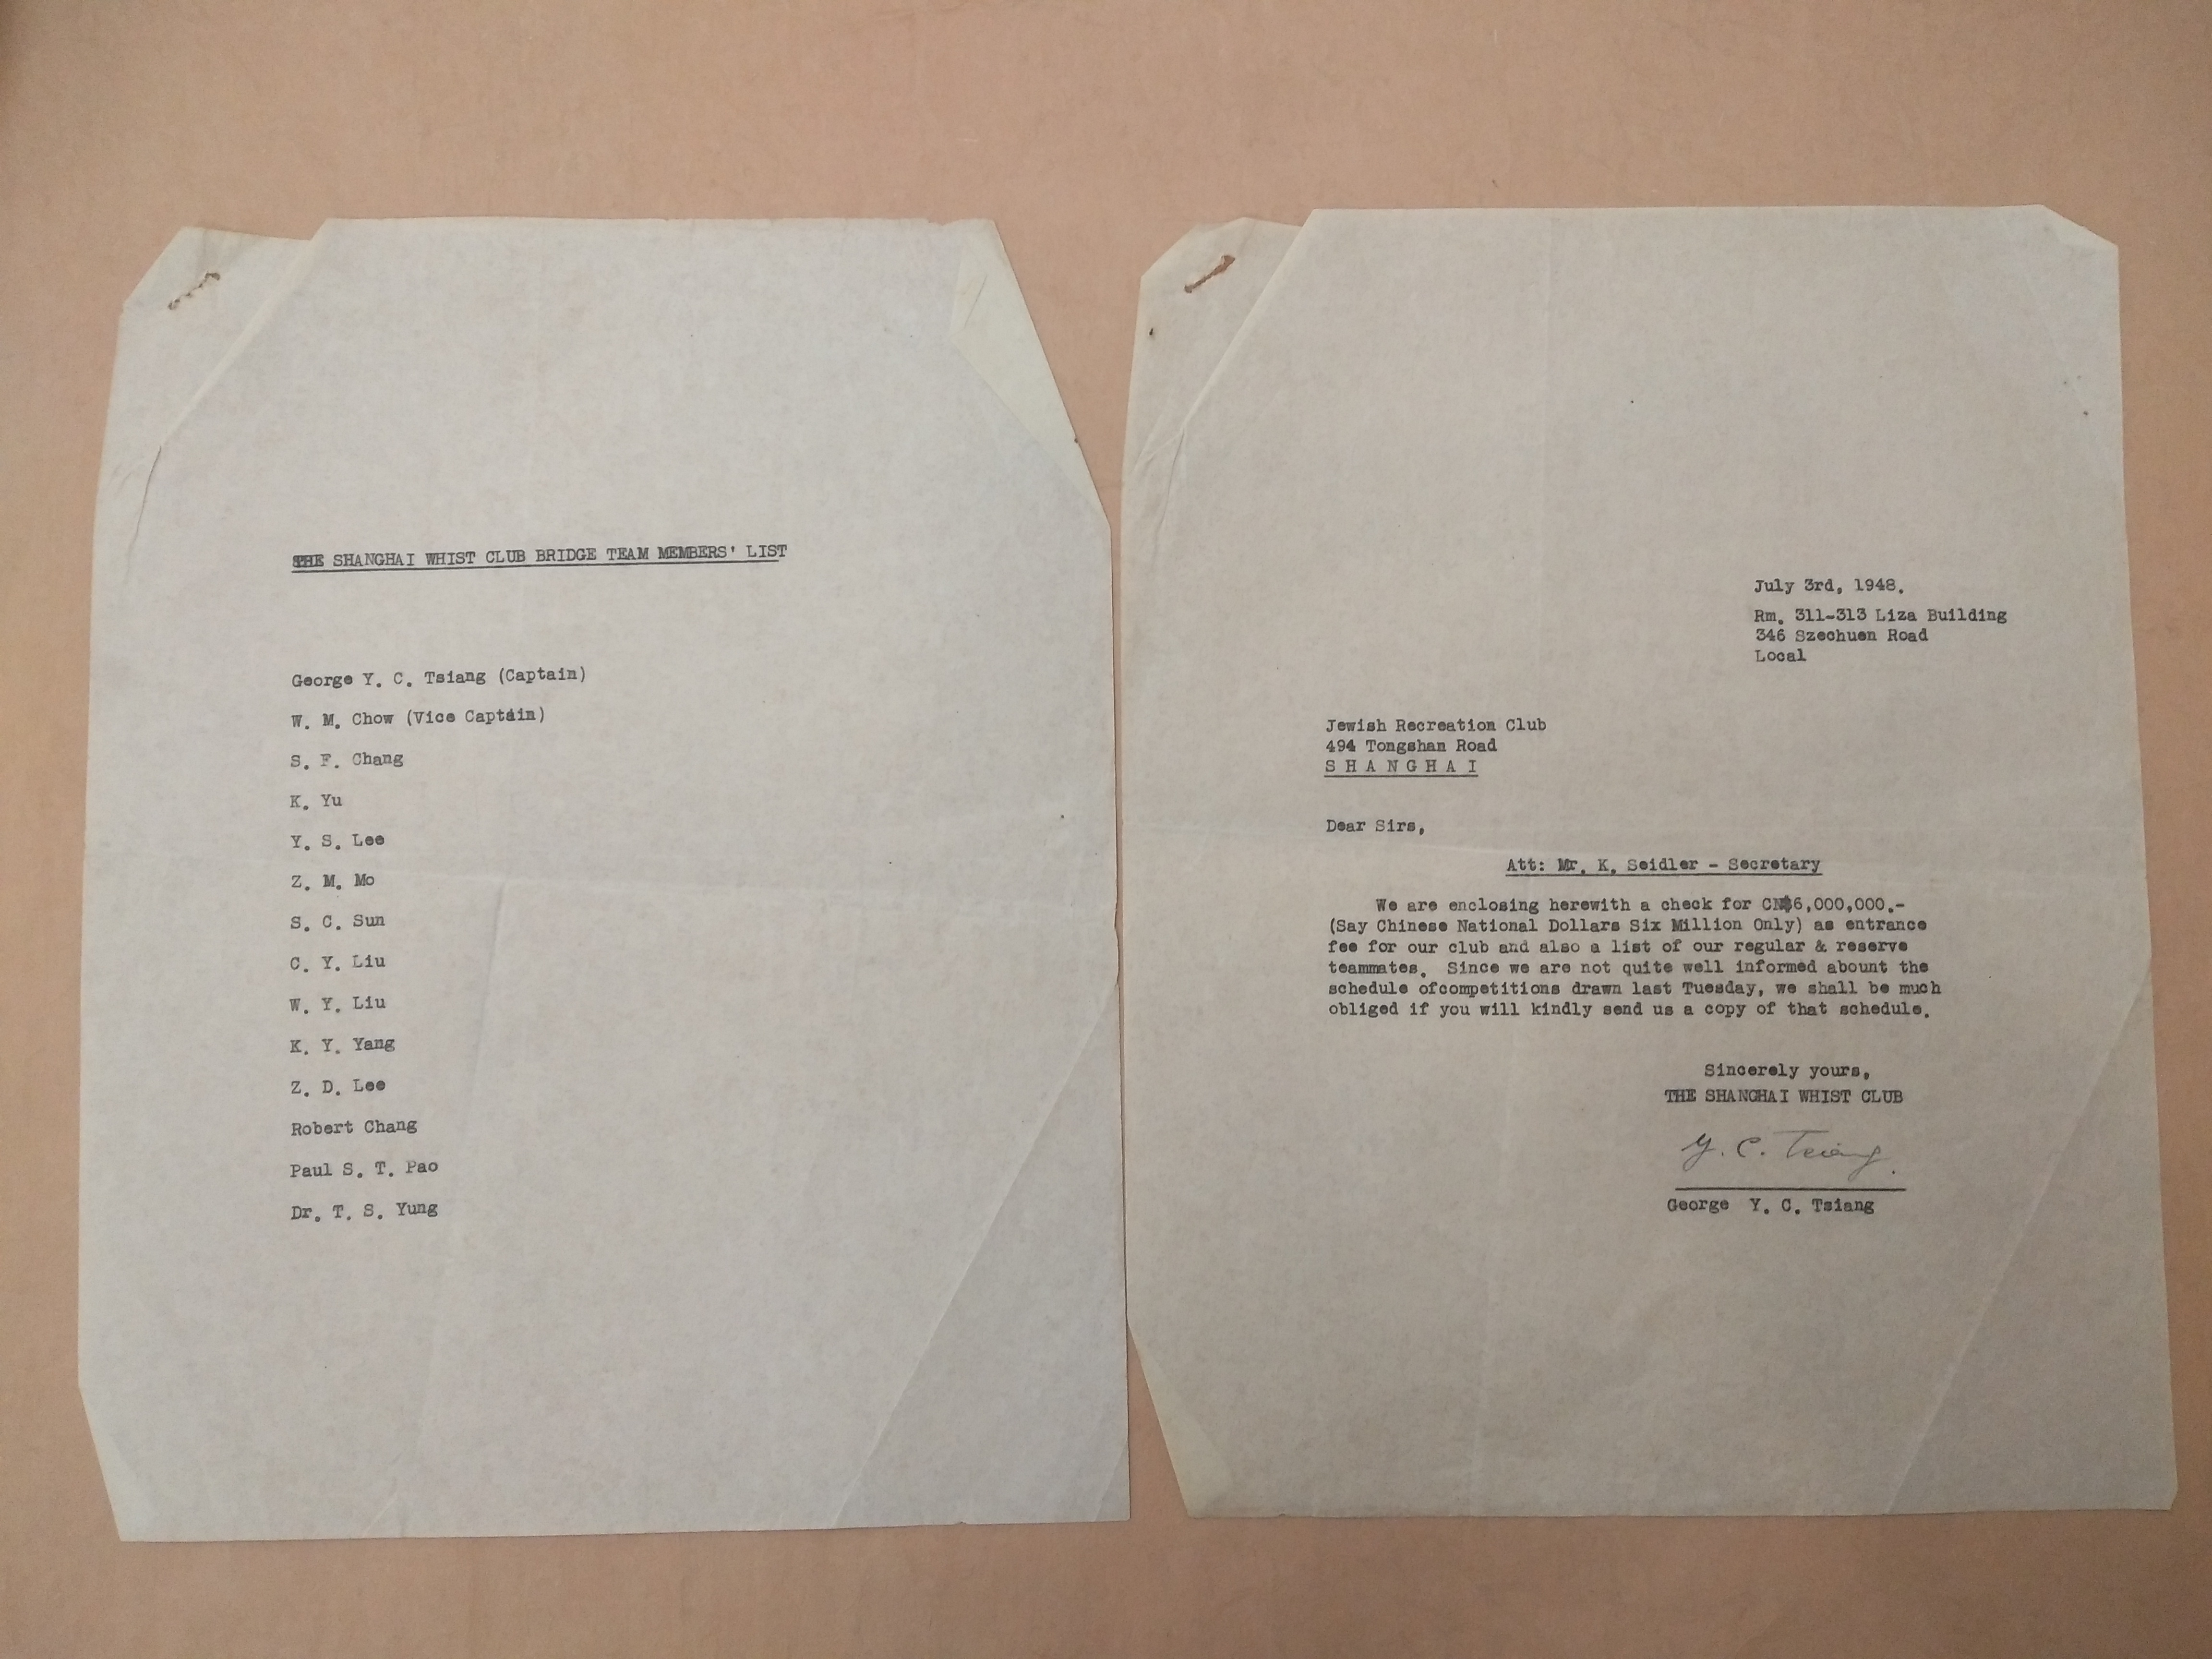 THE SHANGHAI WHIST CLUB BRIDGE TEAM MEMBERS' LIST
George Y. C. Tsiang (Captain)
W. M. Chow (Vice Captain)
S. F. Chang
K. Yu
Y. S. Lee
Z. M. Mo
S. C. Sun
C. Y. Liu
W. Y. Liu
K. Y. Yang
Z. D. Lee
Robert Chang
Paul S. T. Pao
Dr. T. S. Yung
July 3rd, 1948.
Rm. 311-313 Liza Building
346 Szechuen Road
Local
Jewish Recreation Club
494 Tongshan Road
S H A N G H A I
Dear Sirs,
Att: Mr. K. Seidler - Secretary
We are enclosing herewith a check for CN$6,000,000.-
(Say Chinese National Dollars Six Million Only) as entrance
fee for our club and also a list of our regular & reserve
teammates. Since we are not quite well informed abount the
schedule ofcompetitions drawn last Tuesday, we shall be much
obliged if you will kindly send us a copy of that schedule.
Sincerely yours,
THE SHANGHAI WHIST CLUB
Y. C. Tsiang
George Y. C. Tsiang